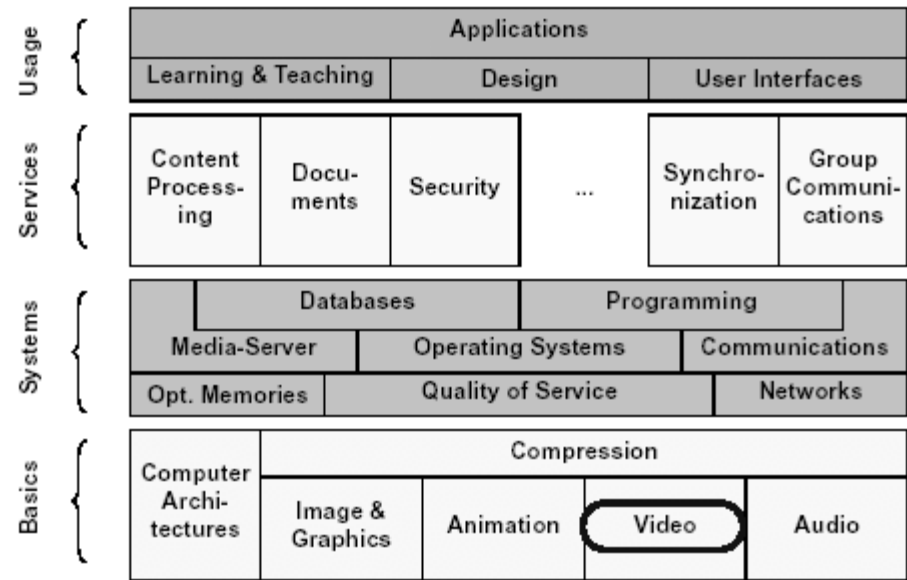 Usage
Applications
Learning & Teaching
Design
User Interfaces
Services
Content
Process-
ing
Docu-
ments
Security
...
Synchro-
nization
Group
Communi-
cations
Systems
Databases
Programming
Media-Server
Operating Systems
Communications
Opt. Memories
Quality of Service
Networks
Basics
Computer
Archi-
tectures
Compression
Image &
Graphics
Animation
Video
Audio